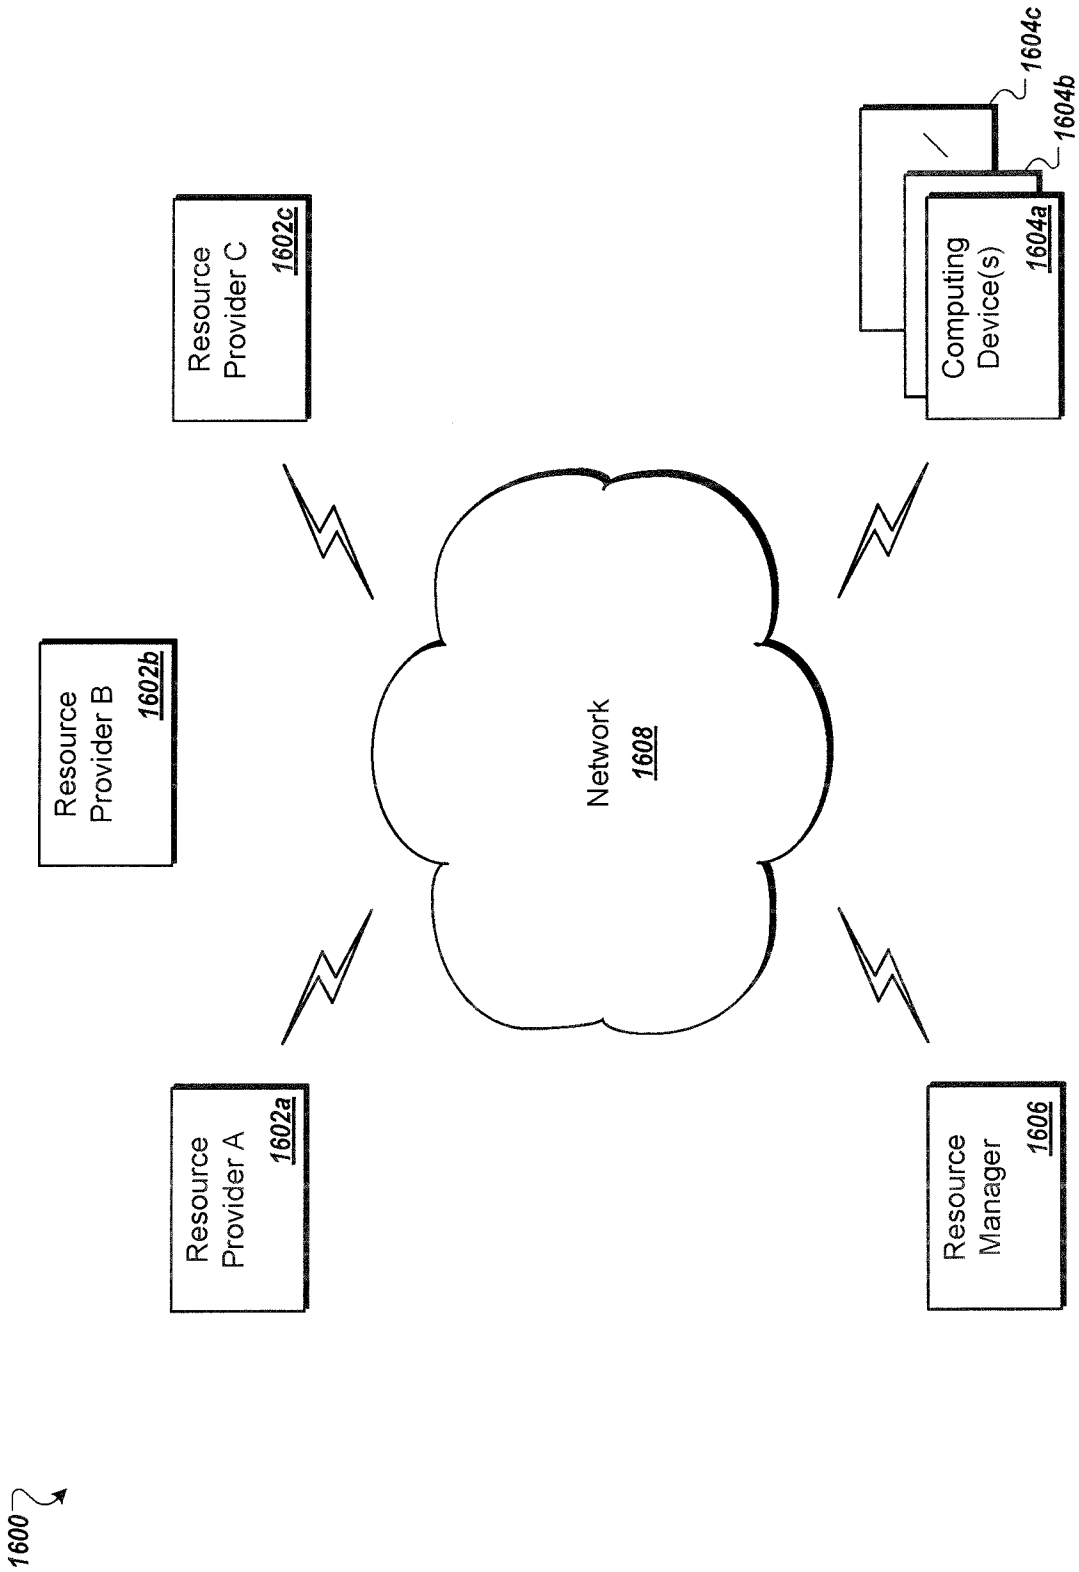 1600
Resource
Provider B
1602b
Resource
Provider A
1602a
Resource
Provider C
1602c
Network
1608
Resource
Manager
1606
Computing
Device(s)
1604a
1604b
1604c